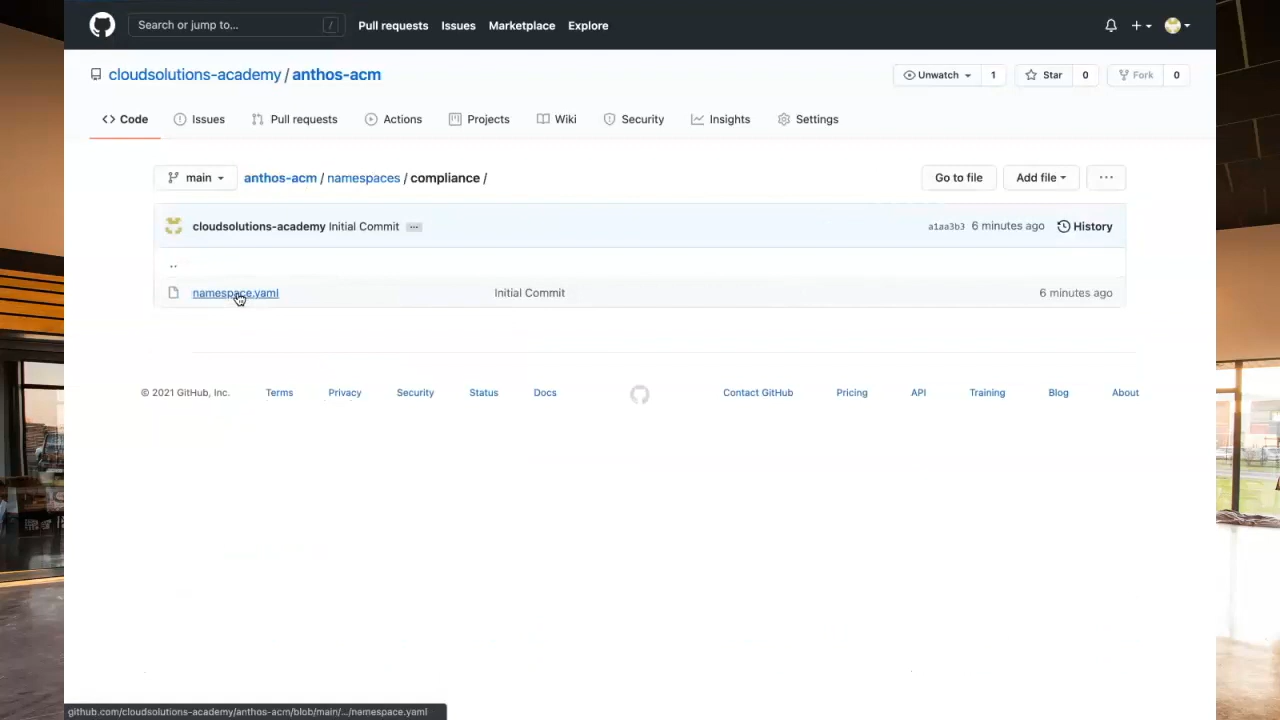 Search or jump to... /
Pull requests Issues Marketplace Explore
cloudsolutions-academy / anthos-acm
Unwatch 1 Star 0 Fork 0
Code Issues Pull requests Actions Projects Wiki Security Insights Settings
main anthos-acm / namespaces / compliance /
Go to file Add file ...
cloudsolutions-academy Initial Commit ... a1aa3b3 6 minutes ago History
..
namespace.yaml Initial Commit 6 minutes ago
© 2021 GitHub, Inc. Terms Privacy Security Status Docs Contact GitHub Pricing API Training Blog About
github.com/cloudsolutions-academy/anthos-acm/blob/main/.../namespace.yaml